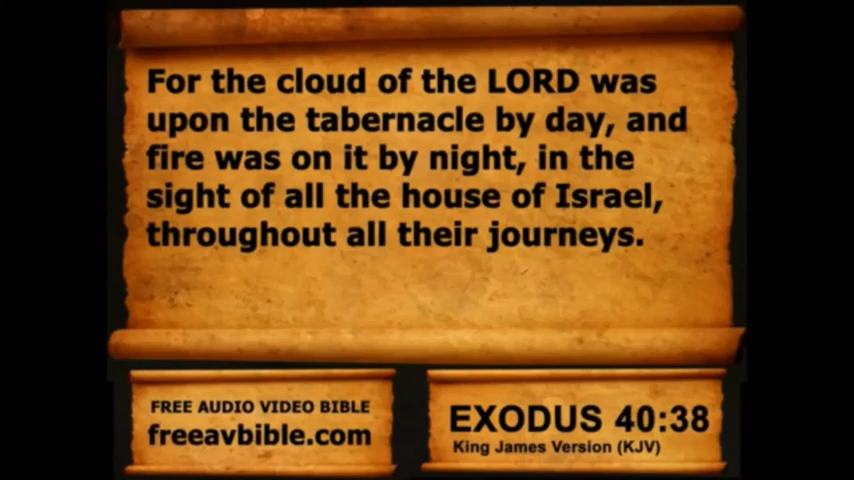 For the cloud of the LORD was
upon the tabernacle by day, and
fire was on it by night, in the
sight of all the house of Israel,
throughout all their journeys.
FREE AUDIO VIDEO BIBLE
freeavbible.com
EXODUS 40:38
King James Version (KJV)